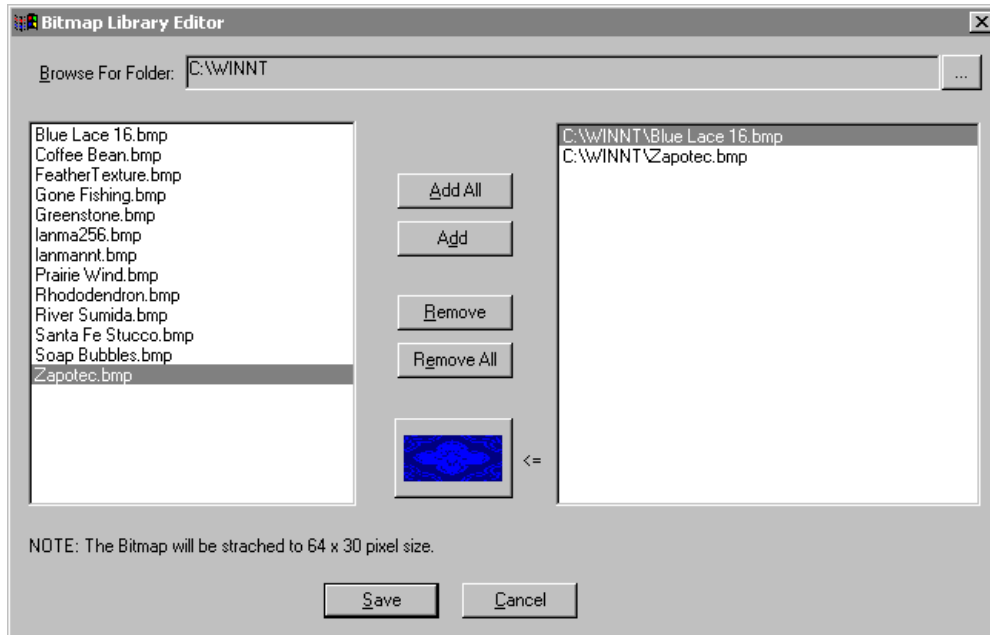 Bitmap Library Editor
Browse For Folder: C:\WINNT ...
Blue Lace 16.bmp
Coffee Bean.bmp
FeatherTexture.bmp
Gone Fishing.bmp
Greenstone.bmp
lanma256.bmp
lanmannt.bmp
Prairie Wind.bmp
Rhododendron.bmp
River Sumida.bmp
Santa Fe Stucco.bmp
Soap Bubbles.bmp
Zapotec.bmp
Add All
Add
Remove
Remove All
<=
C:\WINNT\Blue Lace 16.bmp
C:\WINNT\Zapotec.bmp
NOTE: The Bitmap will be strached to 64 x 30 pixel size.
Save Cancel